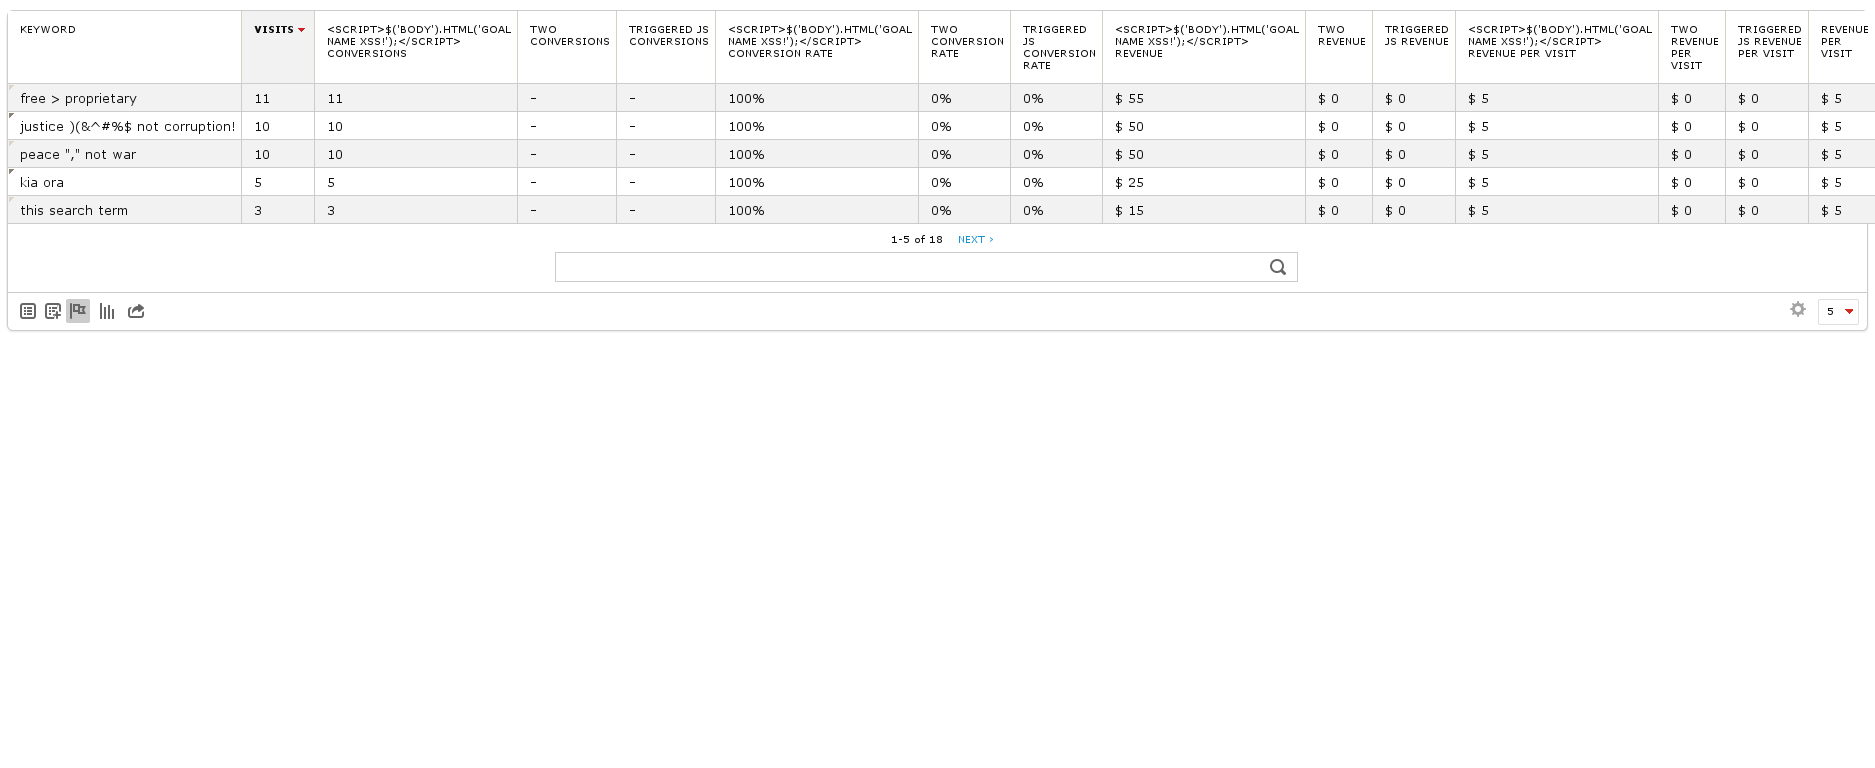 KEYWORD
VISITS
<SCRIPT>$('BODY').HTML('GOAL
NAME XSS!');</SCRIPT>
CONVERSIONS
TWO
CONVERSIONS
TRIGGERED JS
CONVERSIONS
<SCRIPT>$('BODY').HTML('GOAL
NAME XSS!');</SCRIPT>
CONVERSION RATE
TWO
CONVERSION
RATE
TRIGGERED
JS
CONVERSION
RATE
<SCRIPT>$('BODY').HTML('GOAL
NAME XSS!');</SCRIPT>
REVENUE
TWO
REVENUE
TRIGGERED
JS REVENUE
<SCRIPT>$('BODY').HTML('GOAL
NAME XSS!');</SCRIPT>
REVENUE PER VISIT
TWO
REVENUE
PER
VISIT
TRIGGERED
JS REVENUE
PER VISIT
REVENUE
PER
VISIT
free > proprietary 11 11 - - 100% 0% 0% $ 55 $ 0 $ 0 $ 5 $ 0 $ 0 $ 5
justice )(&^#%$ not corruption! 10 10 - - 100% 0% 0% $ 50 $ 0 $ 0 $ 5 $ 0 $ 0 $ 5
peace "," not war 10 10 - - 100% 0% 0% $ 50 $ 0 $ 0 $ 5 $ 0 $ 0 $ 5
kia ora 5 5 - - 100% 0% 0% $ 25 $ 0 $ 0 $ 5 $ 0 $ 0 $ 5
this search term 3 3 - - 100% 0% 0% $ 15 $ 0 $ 0 $ 5 $ 0 $ 0 $ 5
1-5 of 18 NEXT ›
5